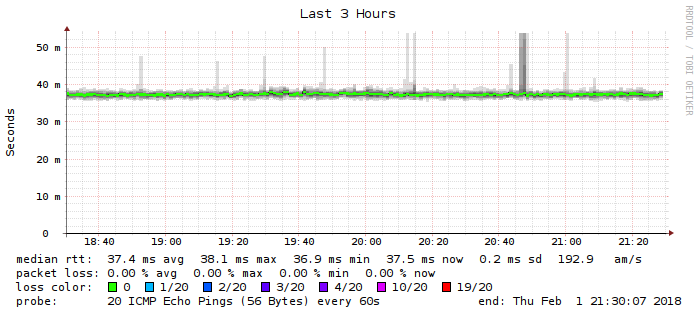 Last 3 Hours
RRDTOOL / TOBI OETIKER
Seconds
50 m
40 m
30 m
20 m
10 m
0
18:40 19:00 19:20 19:40 20:00 20:20 20:40 21:00 21:20
median rtt: 37.4 ms avg 38.1 ms max 36.9 ms min 37.5 ms now 0.2 ms sd 192.9 am/s
packet loss: 0.00 % avg 0.00 % max 0.00 % min 0.00 % now
loss color: 0 1/20 2/20 3/20 4/20 10/20 19/20
probe: 20 ICMP Echo Pings (56 Bytes) every 60s end: Thu Feb 1 21:30:07 2018